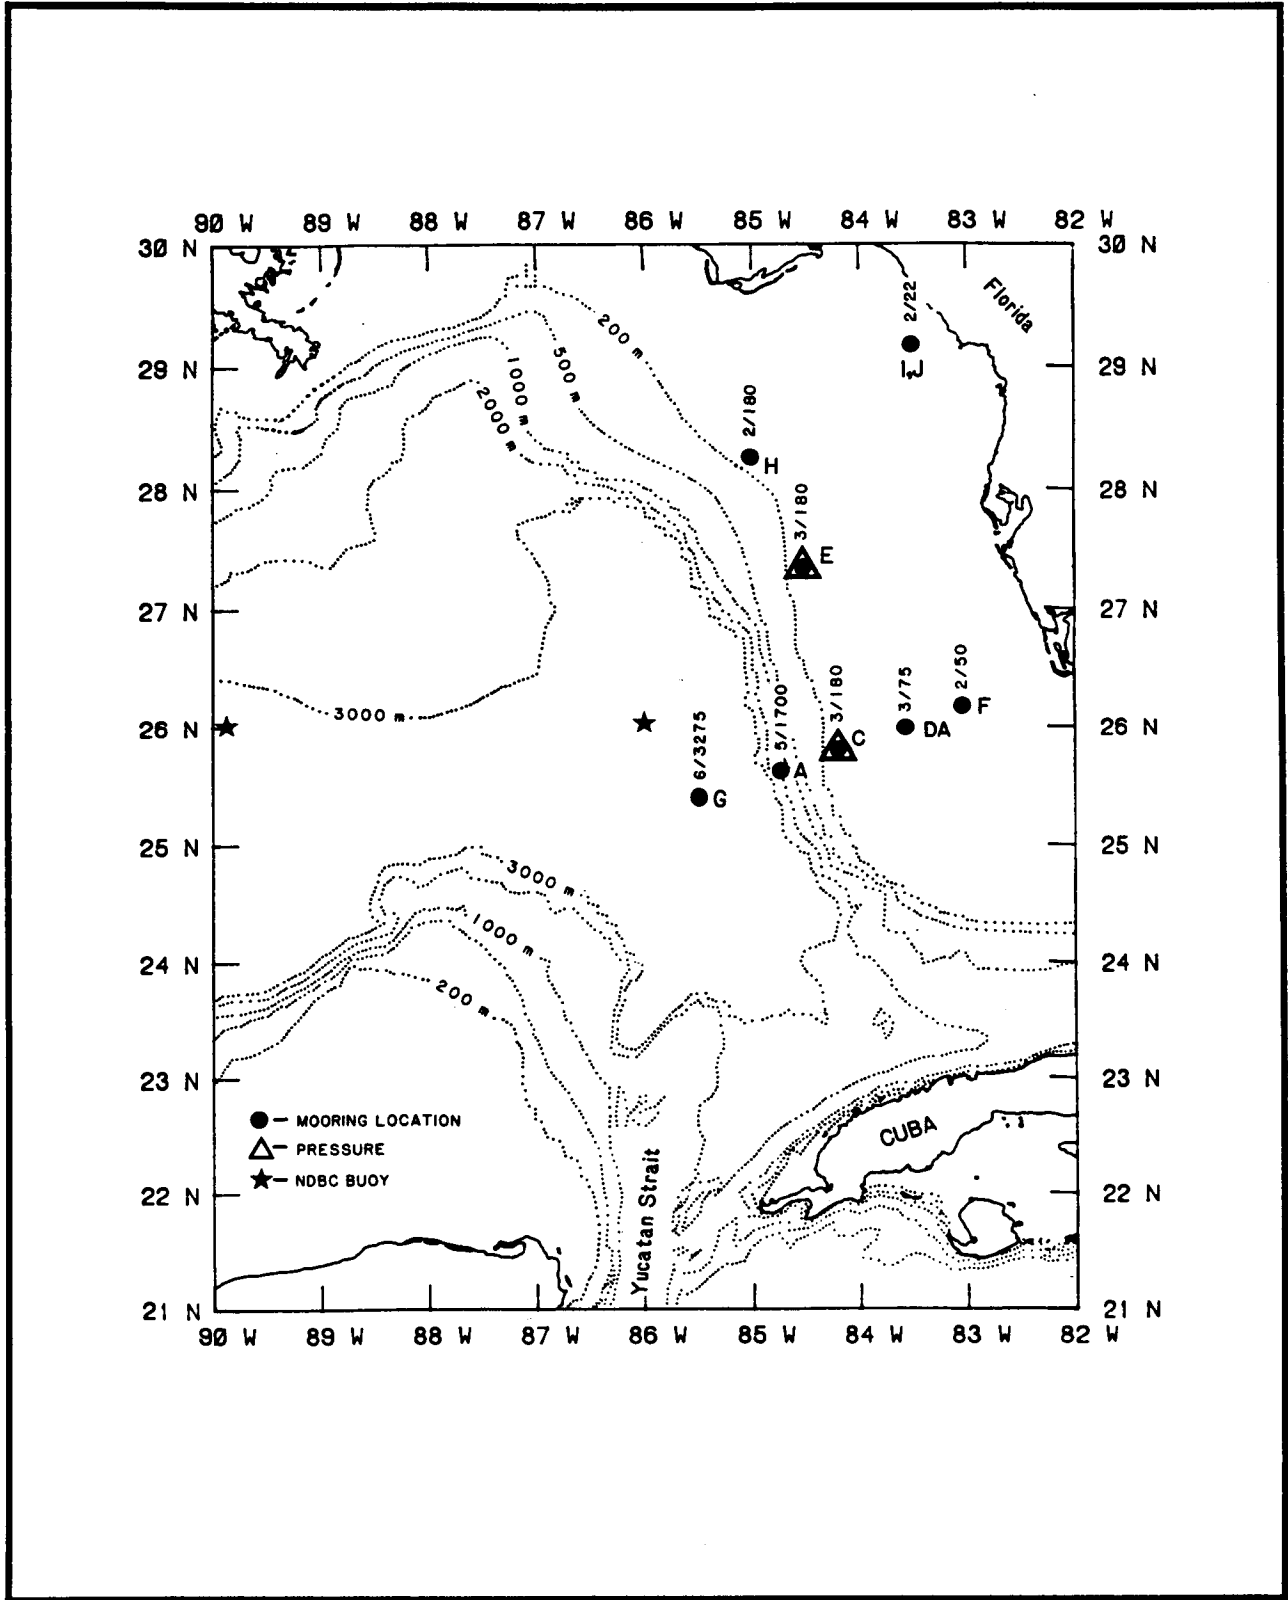 90 W 89 W 88 W 87 W 86 W 85 W 84 W 83 W 82 W
30 N 30 N
Florida
2/22
200 m
500 m
1000 m
2000 m
29 N 29 N
2/180
H
28 N 28 N
3/180
E
27 N 27 N
3000 m
26 N 26 N
6/3275
G
5/1700
A
3/180
C
3/75
DA
2/50
F
25 N 25 N
3000 m
1000 m
24 N 24 N
200 m
23 N 23 N
MOORING LOCATION
PRESSURE
NDBC BUOY
CUBA
22 N 22 N
Yucatan Strait
21 N 21 N
90 W 89 W 88 W 87 W 86 W 85 W 84 W 83 W 82 W